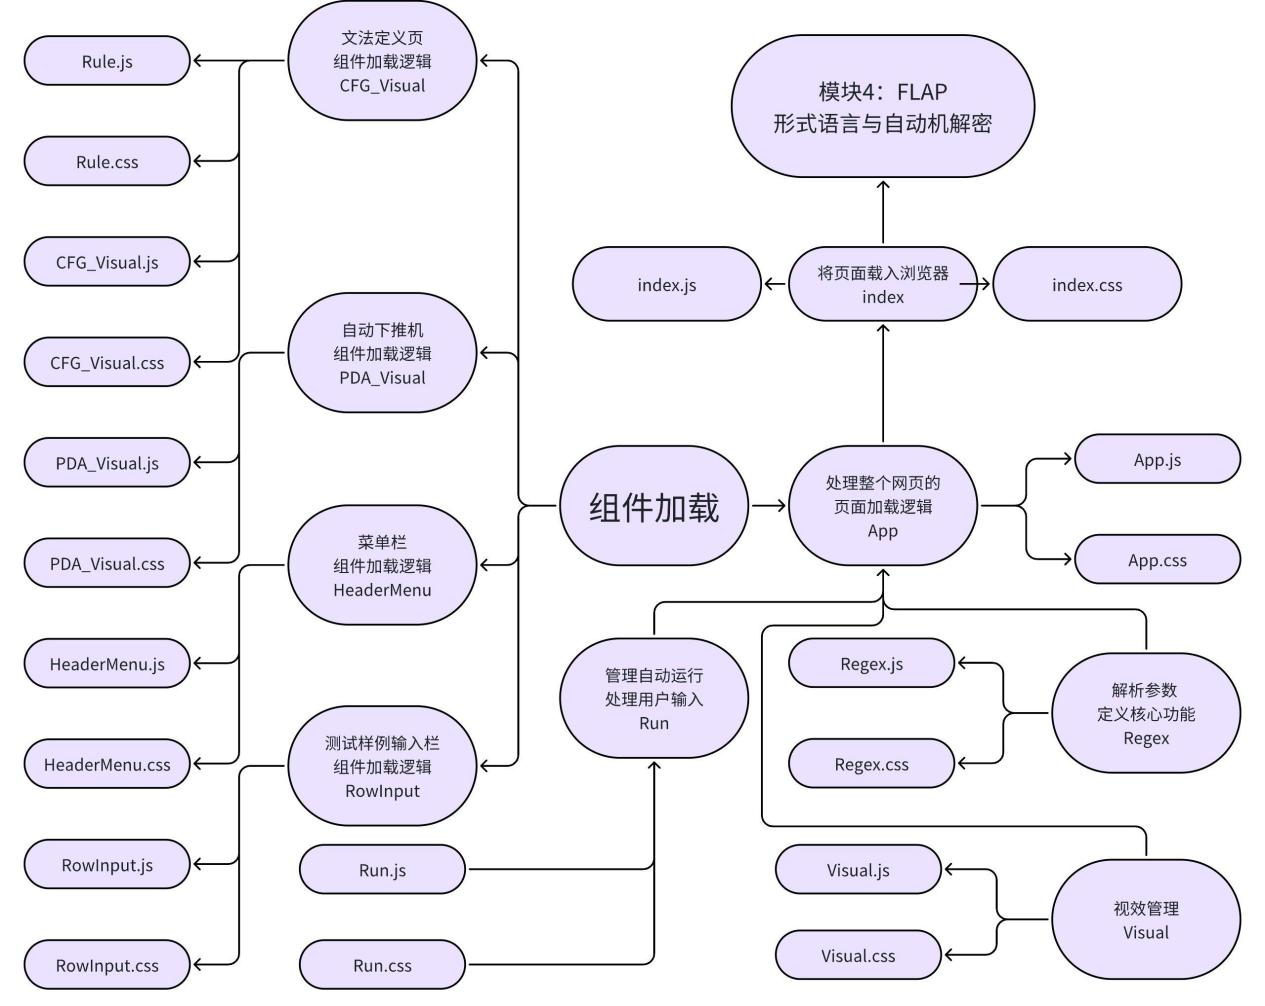 文法定义页
组件加载逻辑
CFG_Visual
Rule.js
Rule.css
CFG_Visual.js
CFG_Visual.css
自动下推机
组件加载逻辑
PDA_Visual
PDA_Visual.js
PDA_Visual.css
菜单栏
组件加载逻辑
HeaderMenu
HeaderMenu.js
HeaderMenu.css
测试样例输入栏
组件加载逻辑
RowInput
RowInput.js
RowInput.css
组件加载
模块4：FLAP
形式语言与自动机解密
将页面载入浏览器
index
index.js
index.css
处理整个网页的
页面加载逻辑
App
App.js
App.css
管理自动运行
处理用户输入
Run
Run.js
Run.css
解析参数
定义核心功能
Regex
Regex.js
Regex.css
视效管理
Visual
Visual.js
Visual.css